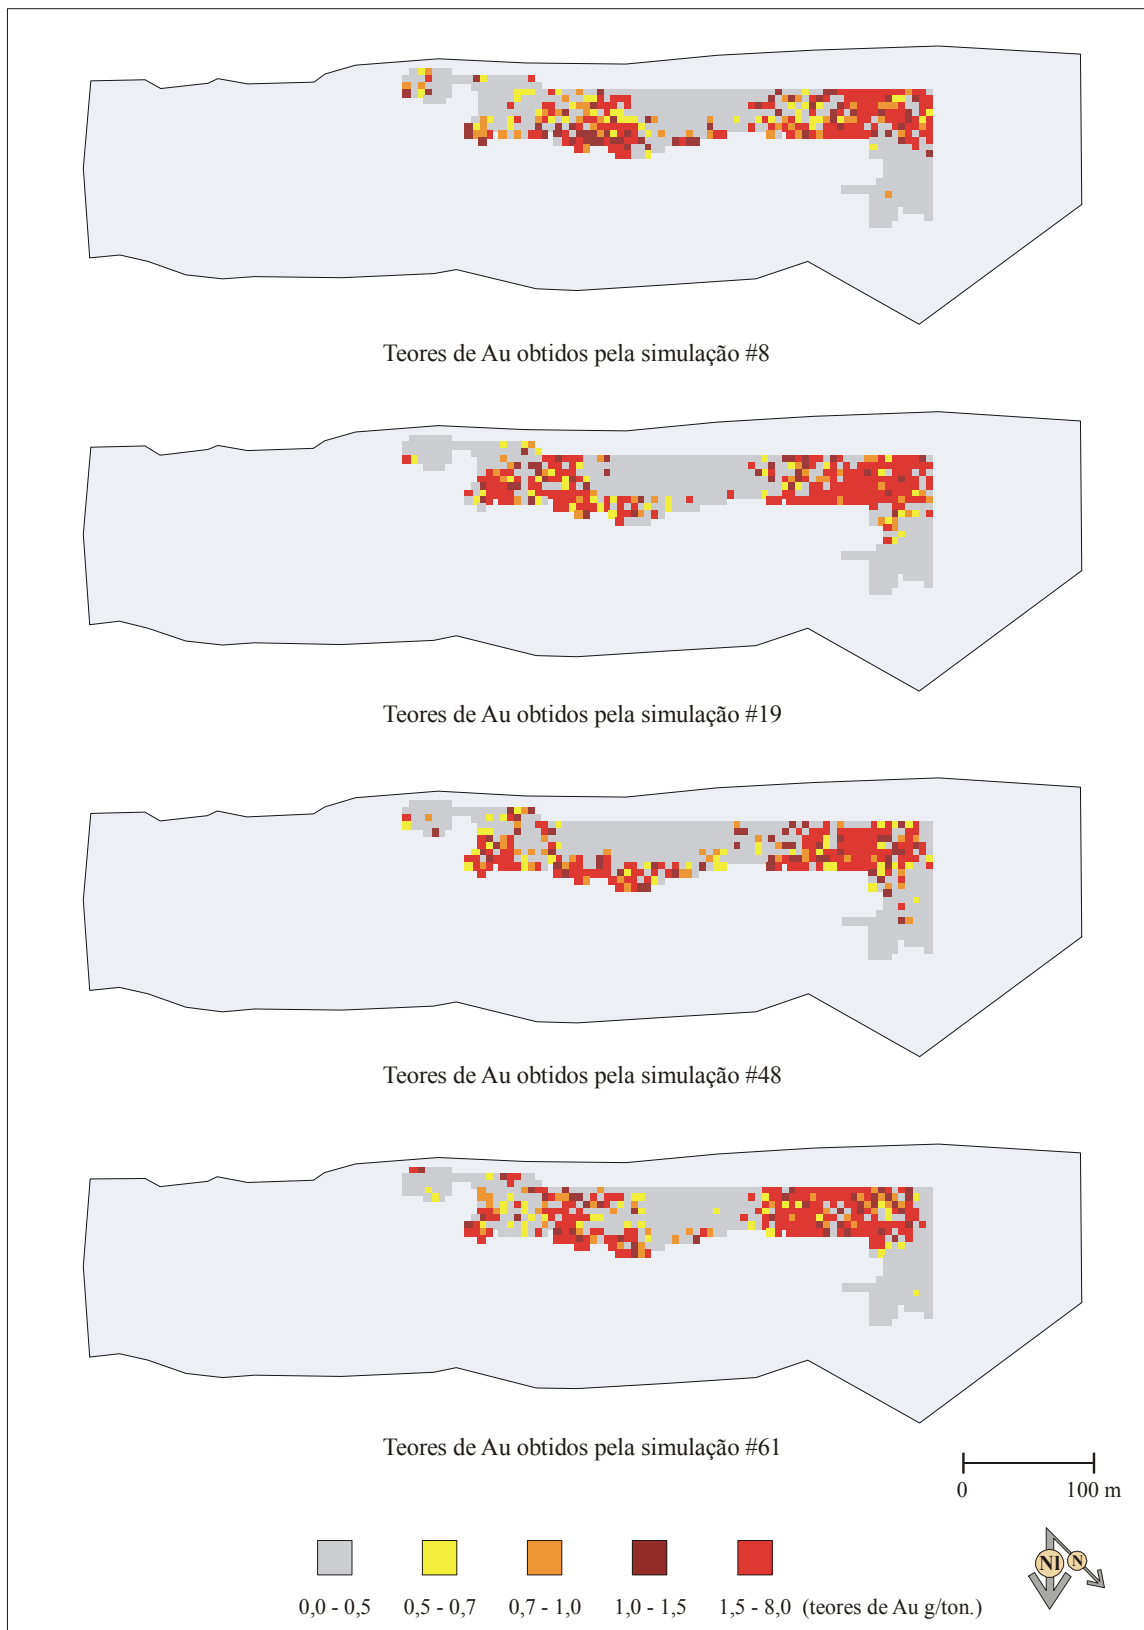 Teores de Au obtidos pela simulação #8
Teores de Au obtidos pela simulação #19
Teores de Au obtidos pela simulação #48
Teores de Au obtidos pela simulação #61
0 100 m
NI N
0,0 - 0,5 0,5 - 0,7 0,7 - 1,0 1,0 - 1,5 1,5 - 8,0 (teores de Au g/ton.)